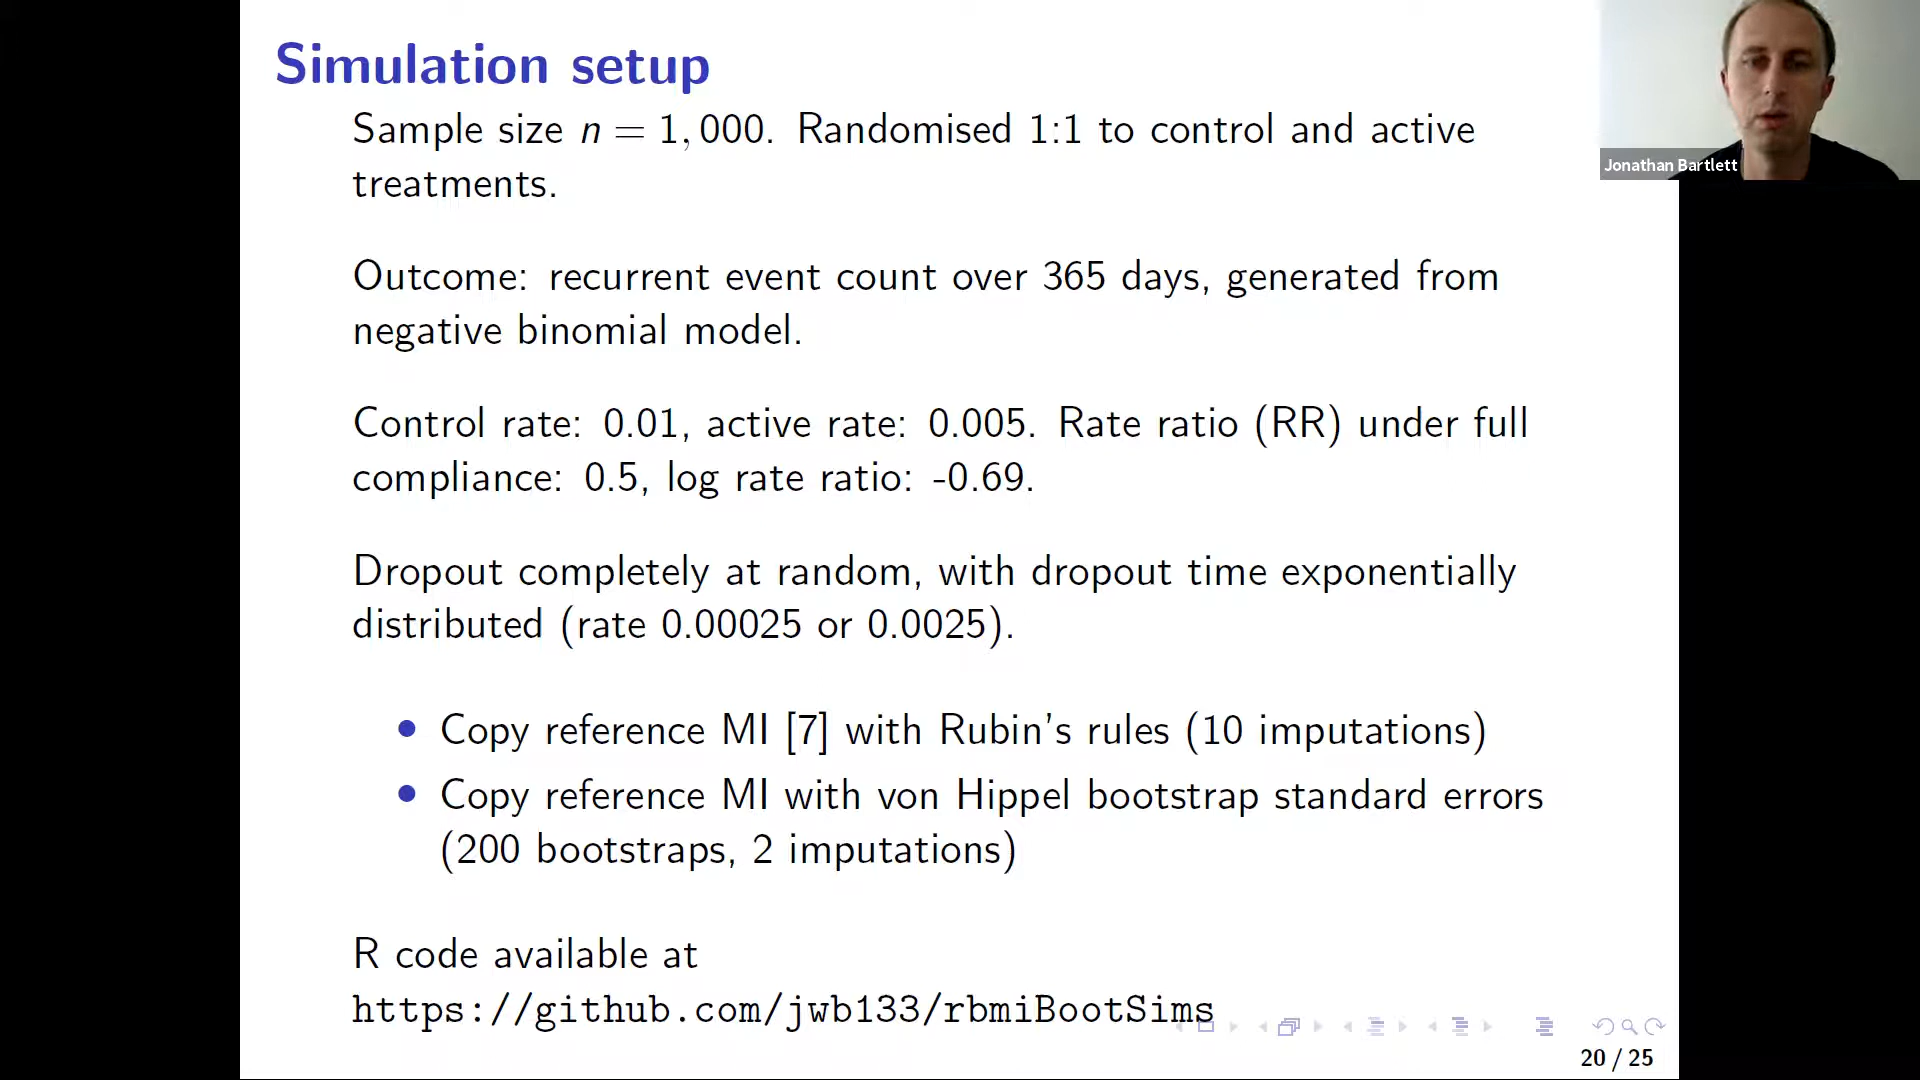 Simulation setup
Sample size n = 1, 000. Randomised 1:1 to control and active
treatments.
Outcome: recurrent event count over 365 days, generated from
negative binomial model.
Control rate: 0.01, active rate: 0.005. Rate ratio (RR) under full
compliance: 0.5, log rate ratio: -0.69.
Dropout completely at random, with dropout time exponentially
distributed (rate 0.00025 or 0.0025).
• Copy reference MI [7] with Rubin's rules (10 imputations)
• Copy reference MI with von Hippel bootstrap standard errors
(200 bootstraps, 2 imputations)
R code available at
https://github.com/jwb133/rbmiBootSims
20 / 25
Jonathan Bartlett